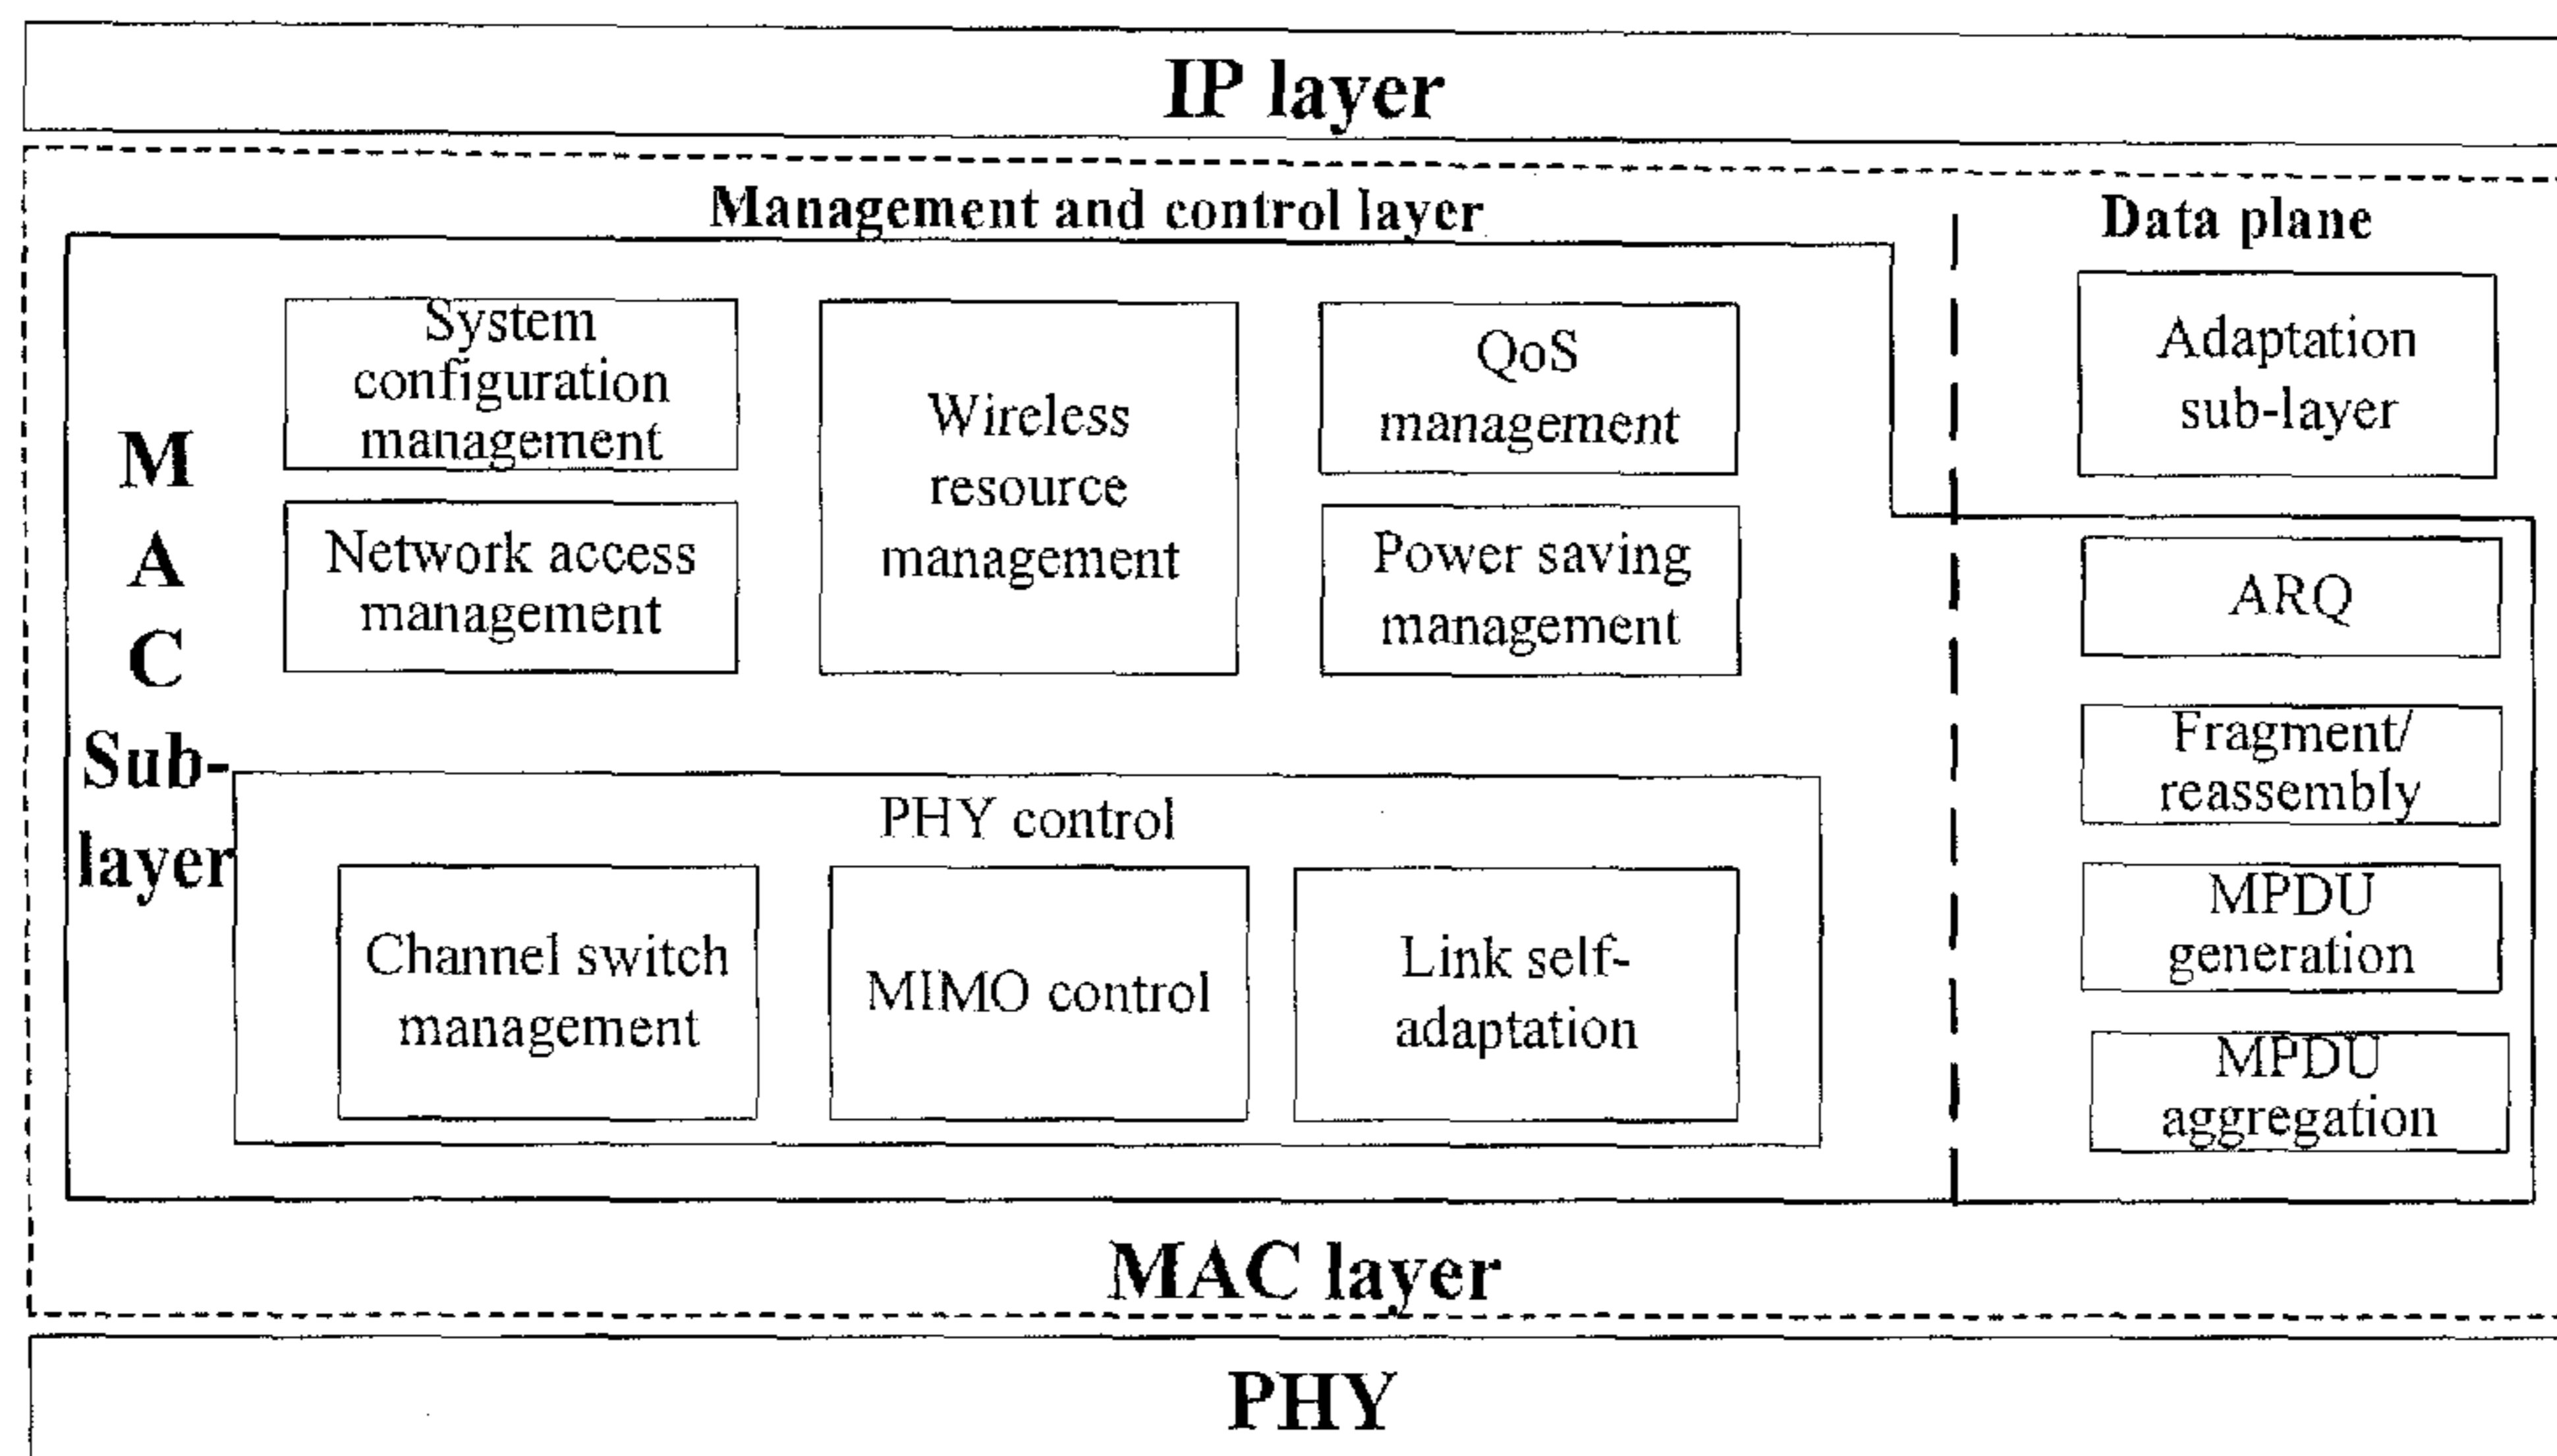 IP layer
Management and control layer
Data plane
M
A
C
Sub-
layer
System
configuration
management
Network access
management
Wireless
resource
management
QoS
management
Power saving
management
PHY control
Channel switch
management
MIMO control
Link self-
adaptation
Adaptation
sub-layer
ARQ
Fragment/
reassembly
MPDU
generation
MPDU
aggregation
MAC layer
PHY